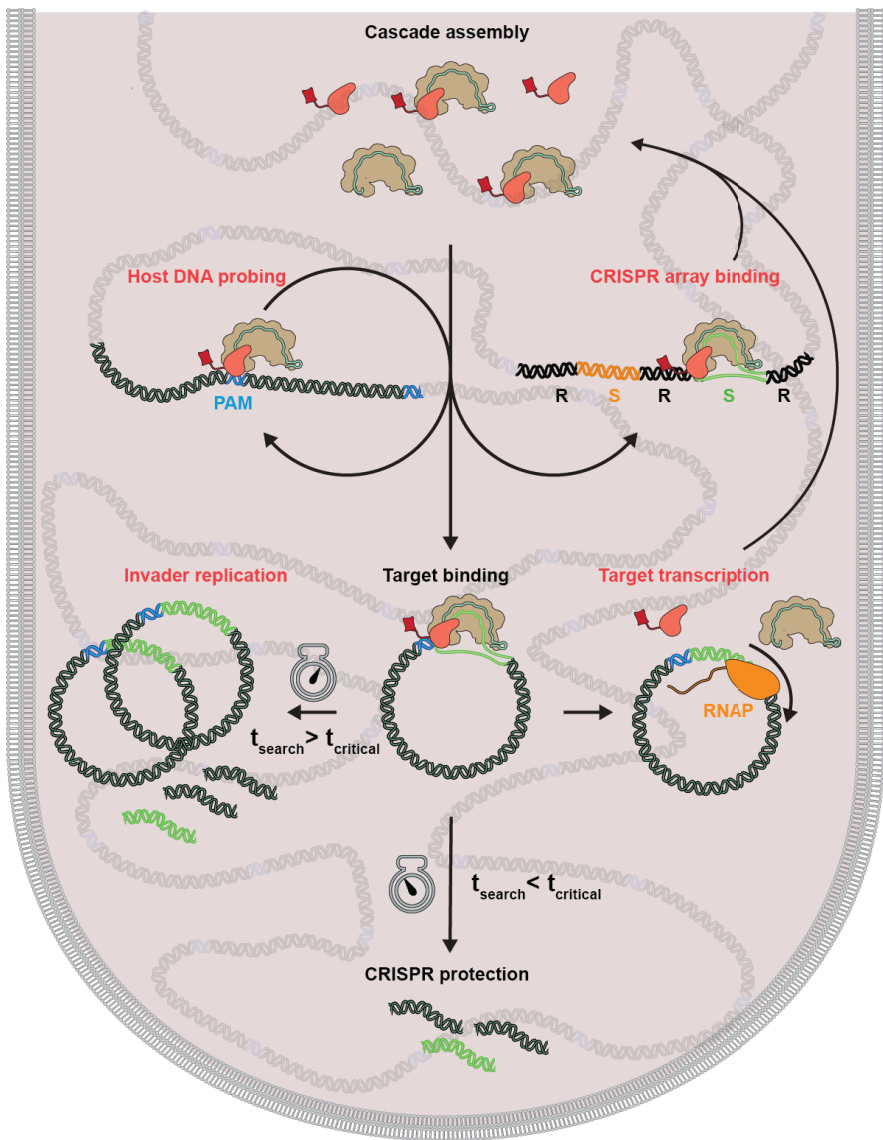 Cascade assembly
Host DNA probing
CRISPR array binding
PAM
R S R S R
Invader replication
Target binding
Target transcription
RNAP
tsearch> tcritical
tsearch< tcritical
CRISPR protection